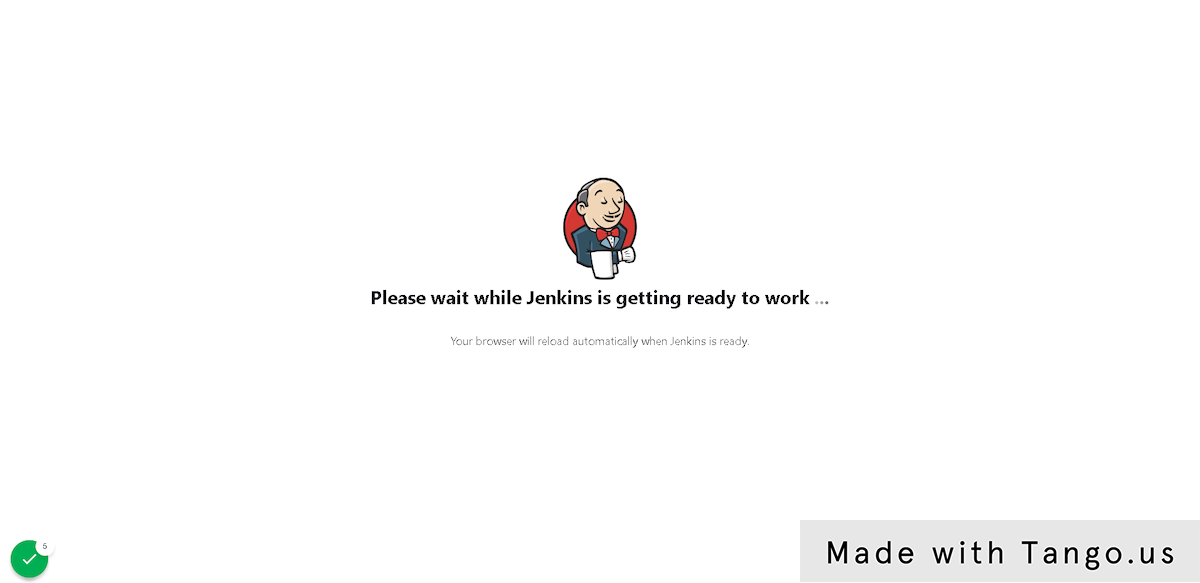 Please wait while Jenkins is getting ready to work ...
Your browser will reload automatically when Jenkins is ready.
5
Made with Tango.us